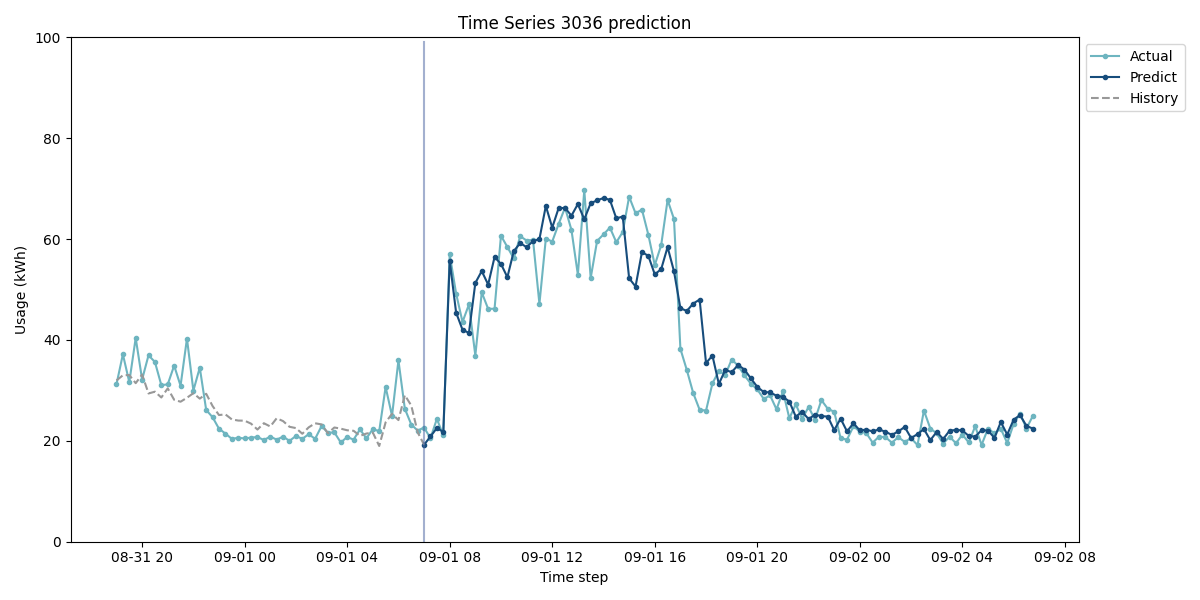 Time Series 3036 prediction
100
80
60
40
20
0
Usage (kWh)
08-31 20
09-01 00
09-01 04
09-01 08
09-01 12
09-01 16
09-01 20
09-02 00
09-02 04
09-02 08
Time step
Actual
Predict
History